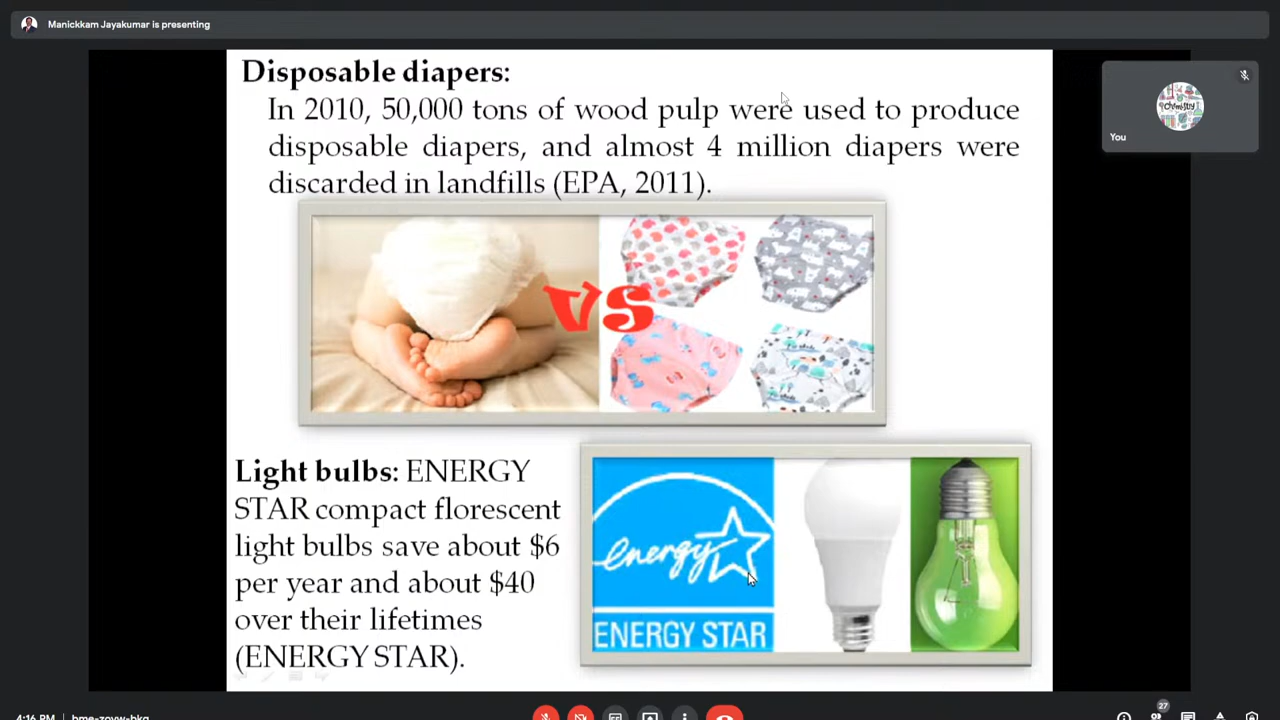 Manickkam Jayakumar is presenting
Disposable diapers:
In 2010, 50,000 tons of wood pulp were used to produce
disposable diapers, and almost 4 million diapers were
discarded in landfills (EPA, 2011).
chemistry
You
VS
Light bulbs: ENERGY
STAR compact florescent
light bulbs save about $6
per year and about $40
over their lifetimes
(ENERGY STAR).
energy
ENERGY STAR
4:16 PM
27